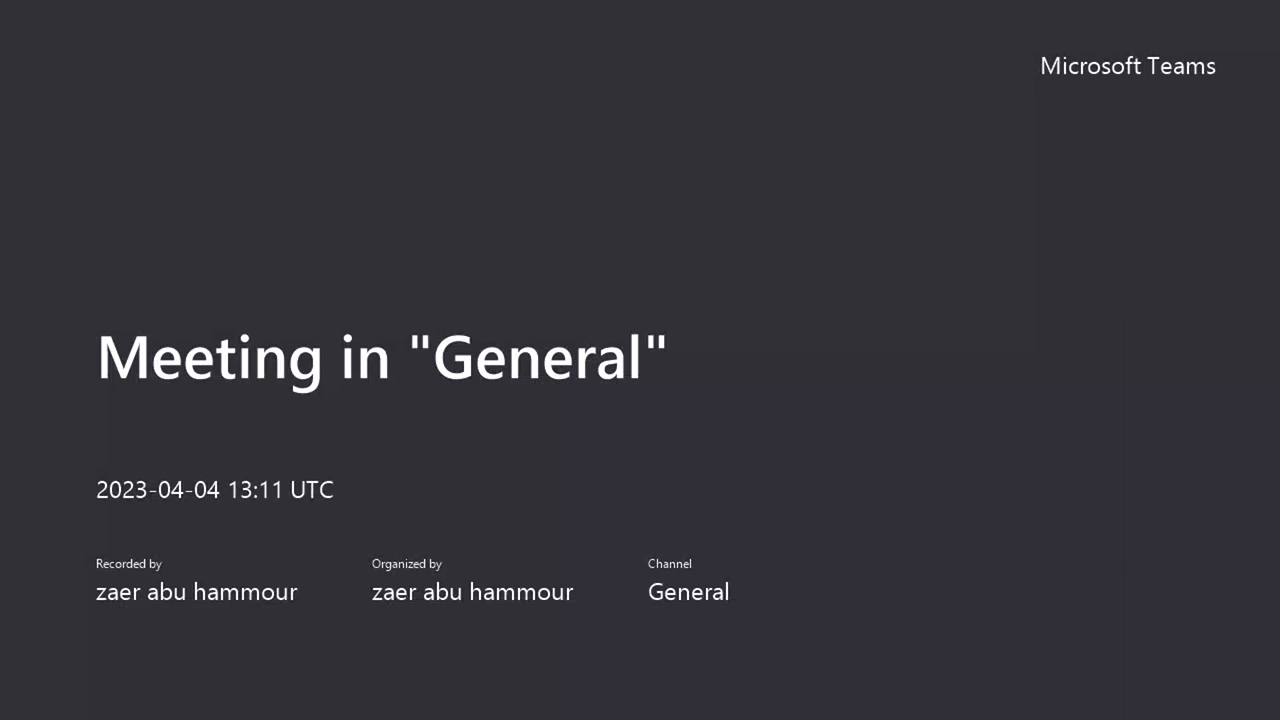 Microsoft Teams
Meeting in "General"
2023-04-04 13:11 UTC
Recorded by
zaer abu hammour
Organized by
zaer abu hammour
Channel
General